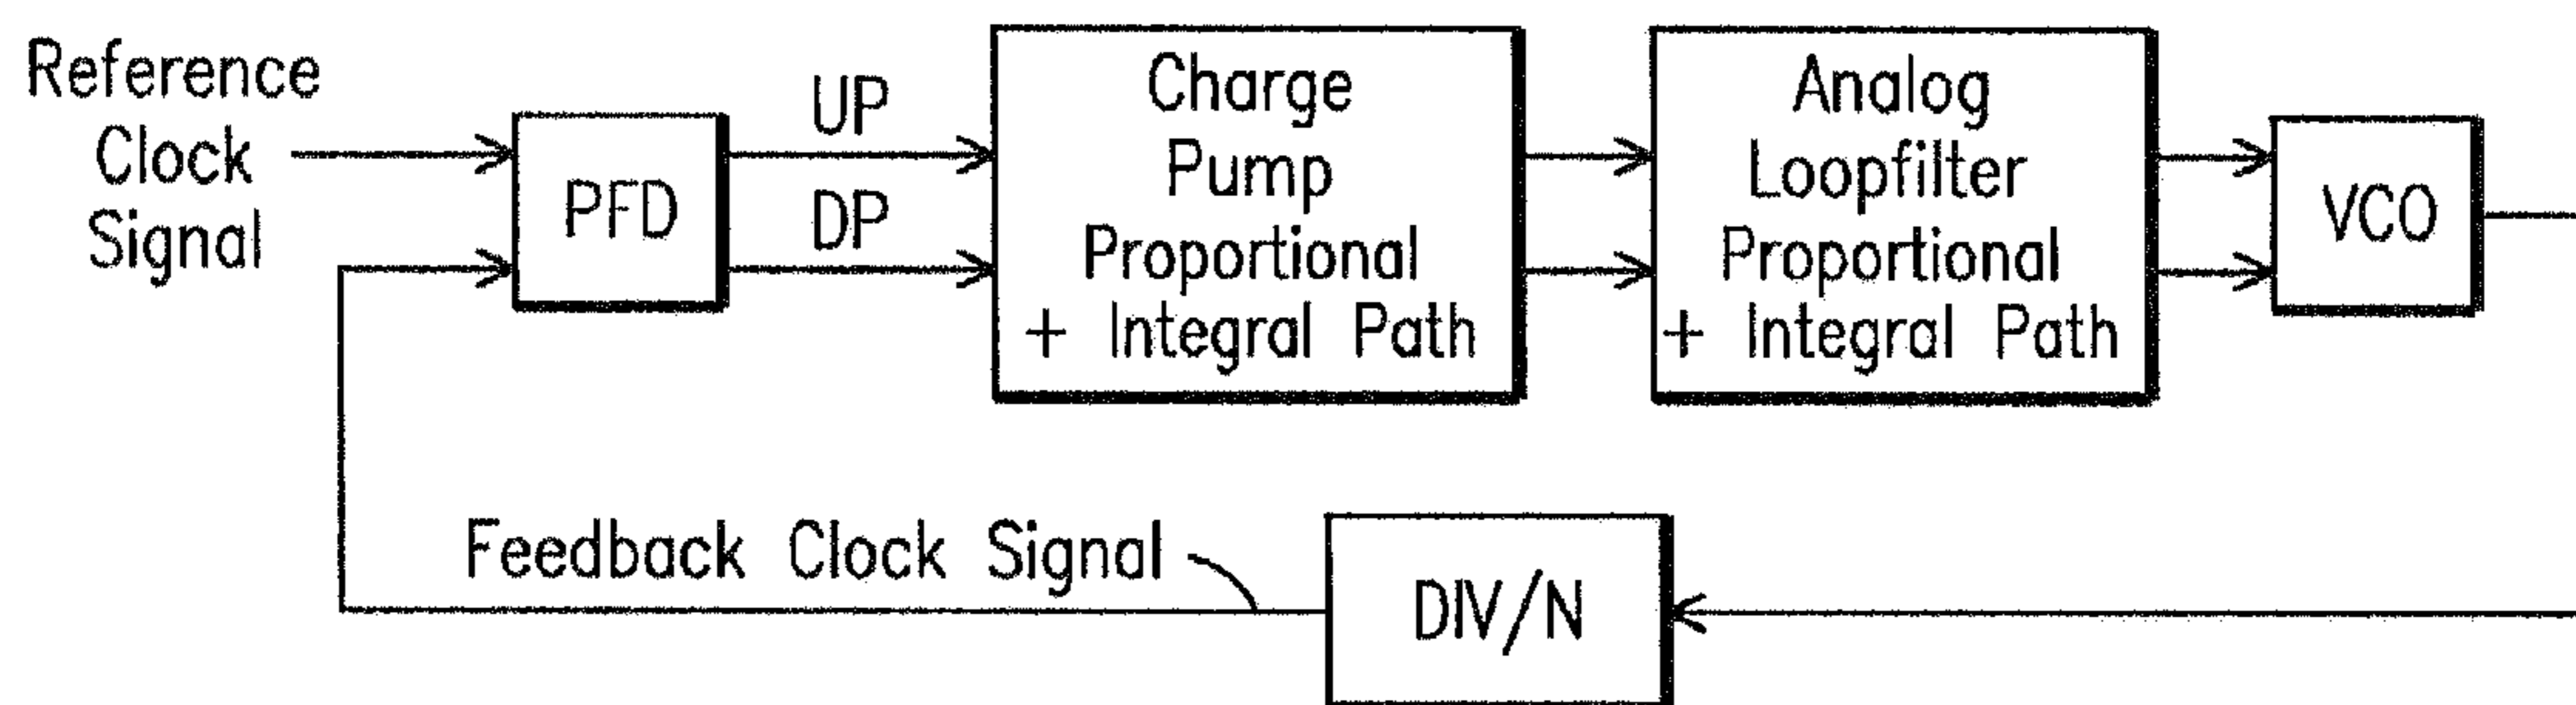 Reference
Clock
Signal
PFD
UP
DP
Charge
Pump
Proportional
+ Integral Path
Analog
Loopfilter
Proportional
+ Integral Path
VCO
Feedback Clock Signal
DIV/N